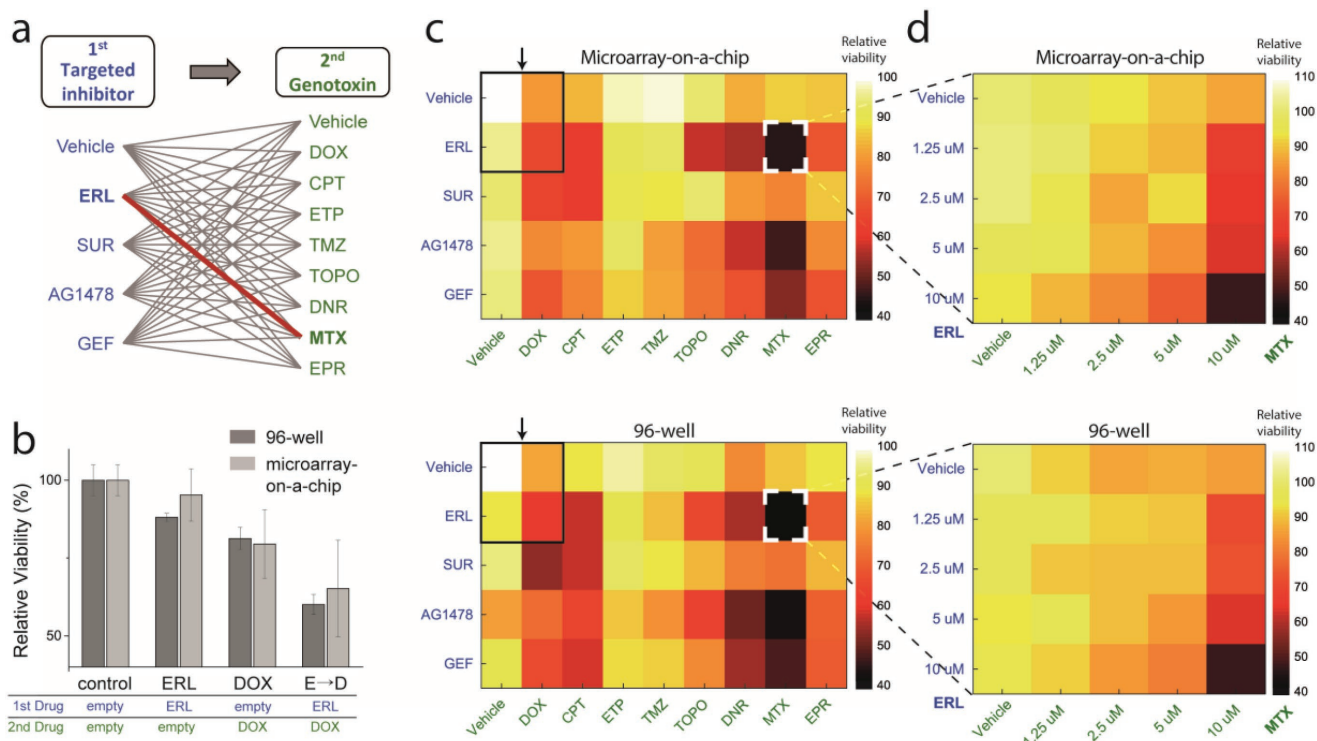 a
1st
Targeted
inhibitor
2nd
Genotoxin
Vehicle
ERL
SUR
AG1478
GEF
Vehicle
DOX
CPT
ETP
TMZ
TOPO
DNR
MTX
EPR
b
96-well
microarray-
on-a-chip
Relative Viability (%)
100
50
control ERL DOX E→D
1st Drug empty ERL empty ERL
2nd Drug empty empty DOX DOX
c
Microarray-on-a-chip
Relative
viability
Vehicle
ERL
SUR
AG1478
GEF
Vehicle DOX CPT ETP TMZ TOPO DNR MTX EPR
100
90
80
70
60
50
40
96-well
Relative
viability
Vehicle
ERL
SUR
AG1478
GEF
Vehicle DOX CPT ETP TMZ TOPO DNR MTX EPR
100
90
80
70
60
50
40
d
Microarray-on-a-chip
Relative
viability
Vehicle
1.25 uM
2.5 uM
5 uM
10 uM
ERL
Vehicle 1.25 uM 2.5 uM 5 uM 10 uM MTX
110
100
90
80
70
60
50
40
96-well
Relative
viability
Vehicle
1.25 uM
2.5 uM
5 uM
10 uM
ERL
Vehicle 1.25 uM 2.5 uM 5 uM 10 uM MTX
110
100
90
80
70
60
50
40